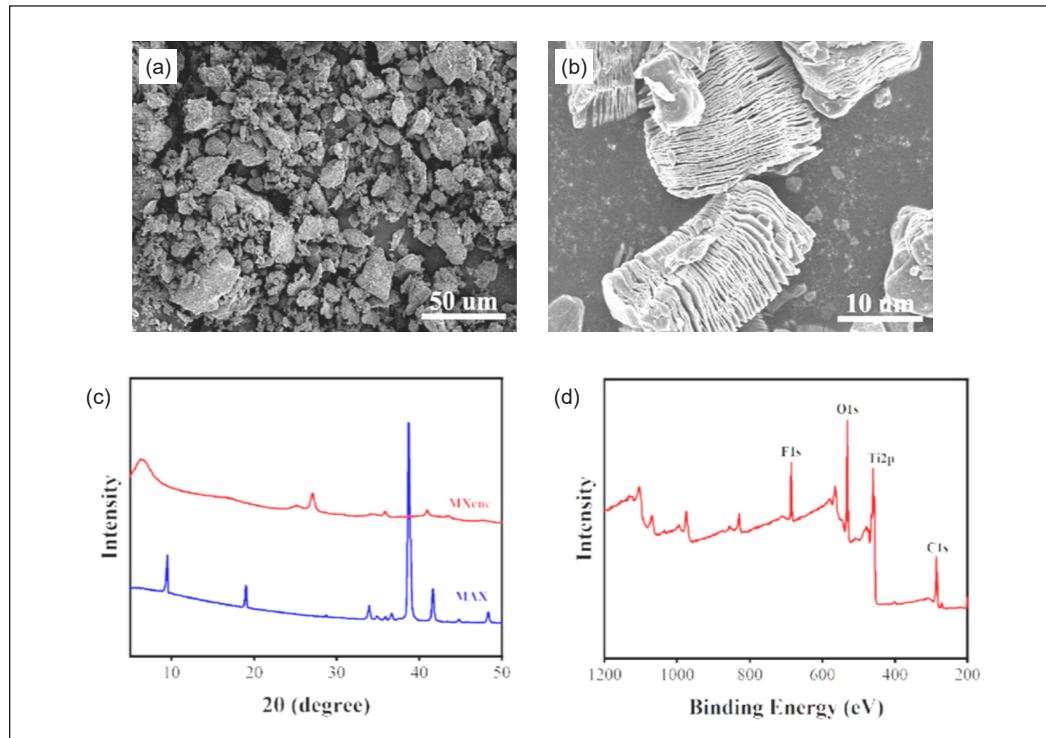 (a)
50 um
(b)
10 um
(c)
Intensity
MXene
MAX
10
20
30
40
50
2θ (degree)
(d)
Intensity
F1s
O1s
Ti2p
C1s
1200
1000
800
600
400
200
Binding Energy (eV)